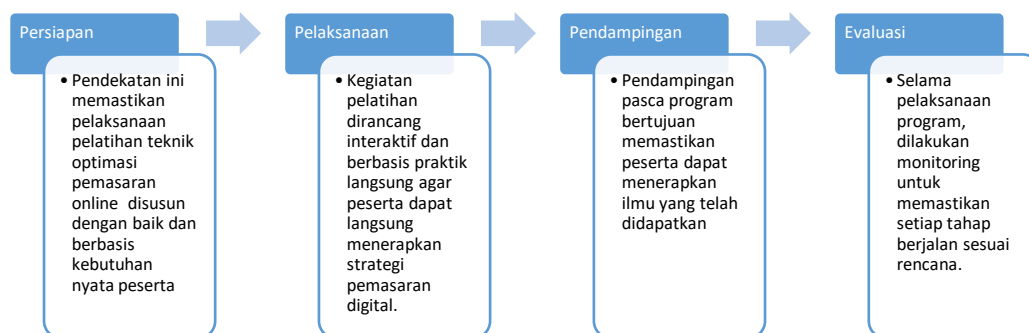 Persiapan
• Pendekatan ini
memastikan
pelaksanaan
pelatihan teknik
optimasi
pemasaran
online disusun
dengan baik dan
berbasis
kebutuhan
nyata peserta
Pelaksanaan
• Kegiatan
pelatihan
dirancang
interaktif dan
berbasis praktik
langsung agar
peserta dapat
langsung
menerapkan
strategi
pemasaran
digital.
Pendampingan
• Pendampingan
pasca program
bertujuan
memastikan
peserta dapat
menerapkan
ilmu yang telah
didapatkan
Evaluasi
• Selama
pelaksanaan
program,
dilakukan
monitoring
untuk
memastikan
setiap tahap
berjalan sesuai
rencana.